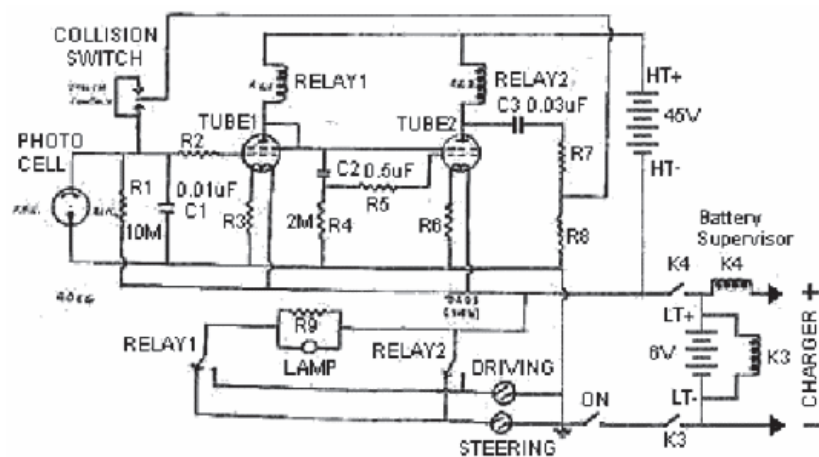 COLLISION
SWITCH
RELAY1
RELAY2
HT+
C3 0.03uF
45V
TUBE1
TUBE2
PHOTO
CELL
R2
R7
HT-
C2 0.5uF
R1
0.01uF
R5
10M
C1
R3
2M
R4
R6
R8
Battery
Supervisor
K4
K4
LT+
R9
RELAY1
RELAY2
LAMP
DRIVING
6V
K3
ON
LT-
STEERING
K3
CHARGER
+
−